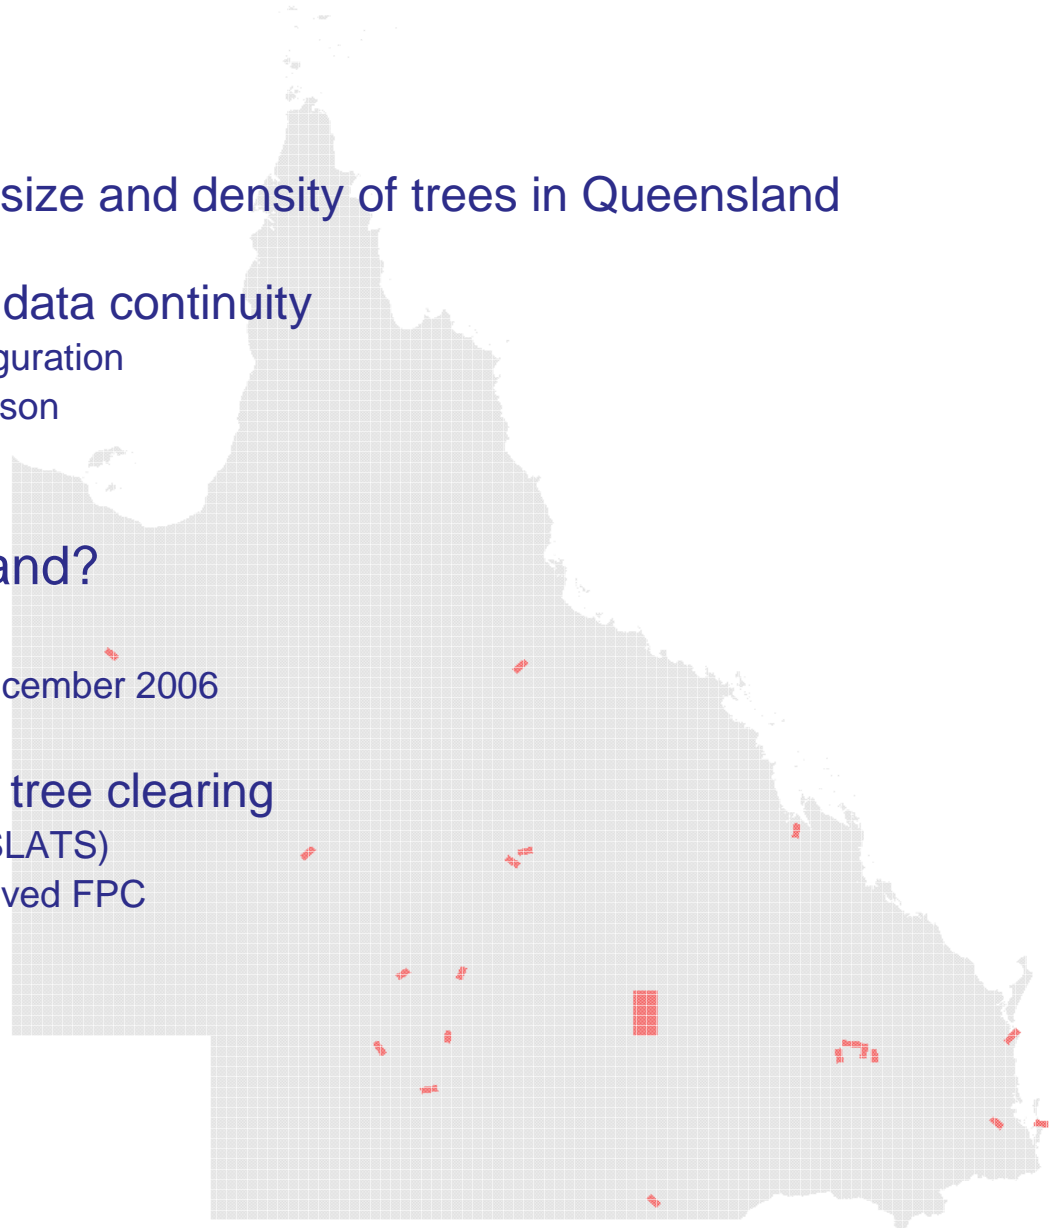 size and density of trees in Queensland
data continuity
guration
son
and?
cember 2006
tree clearing
SLATS)
ved FPC